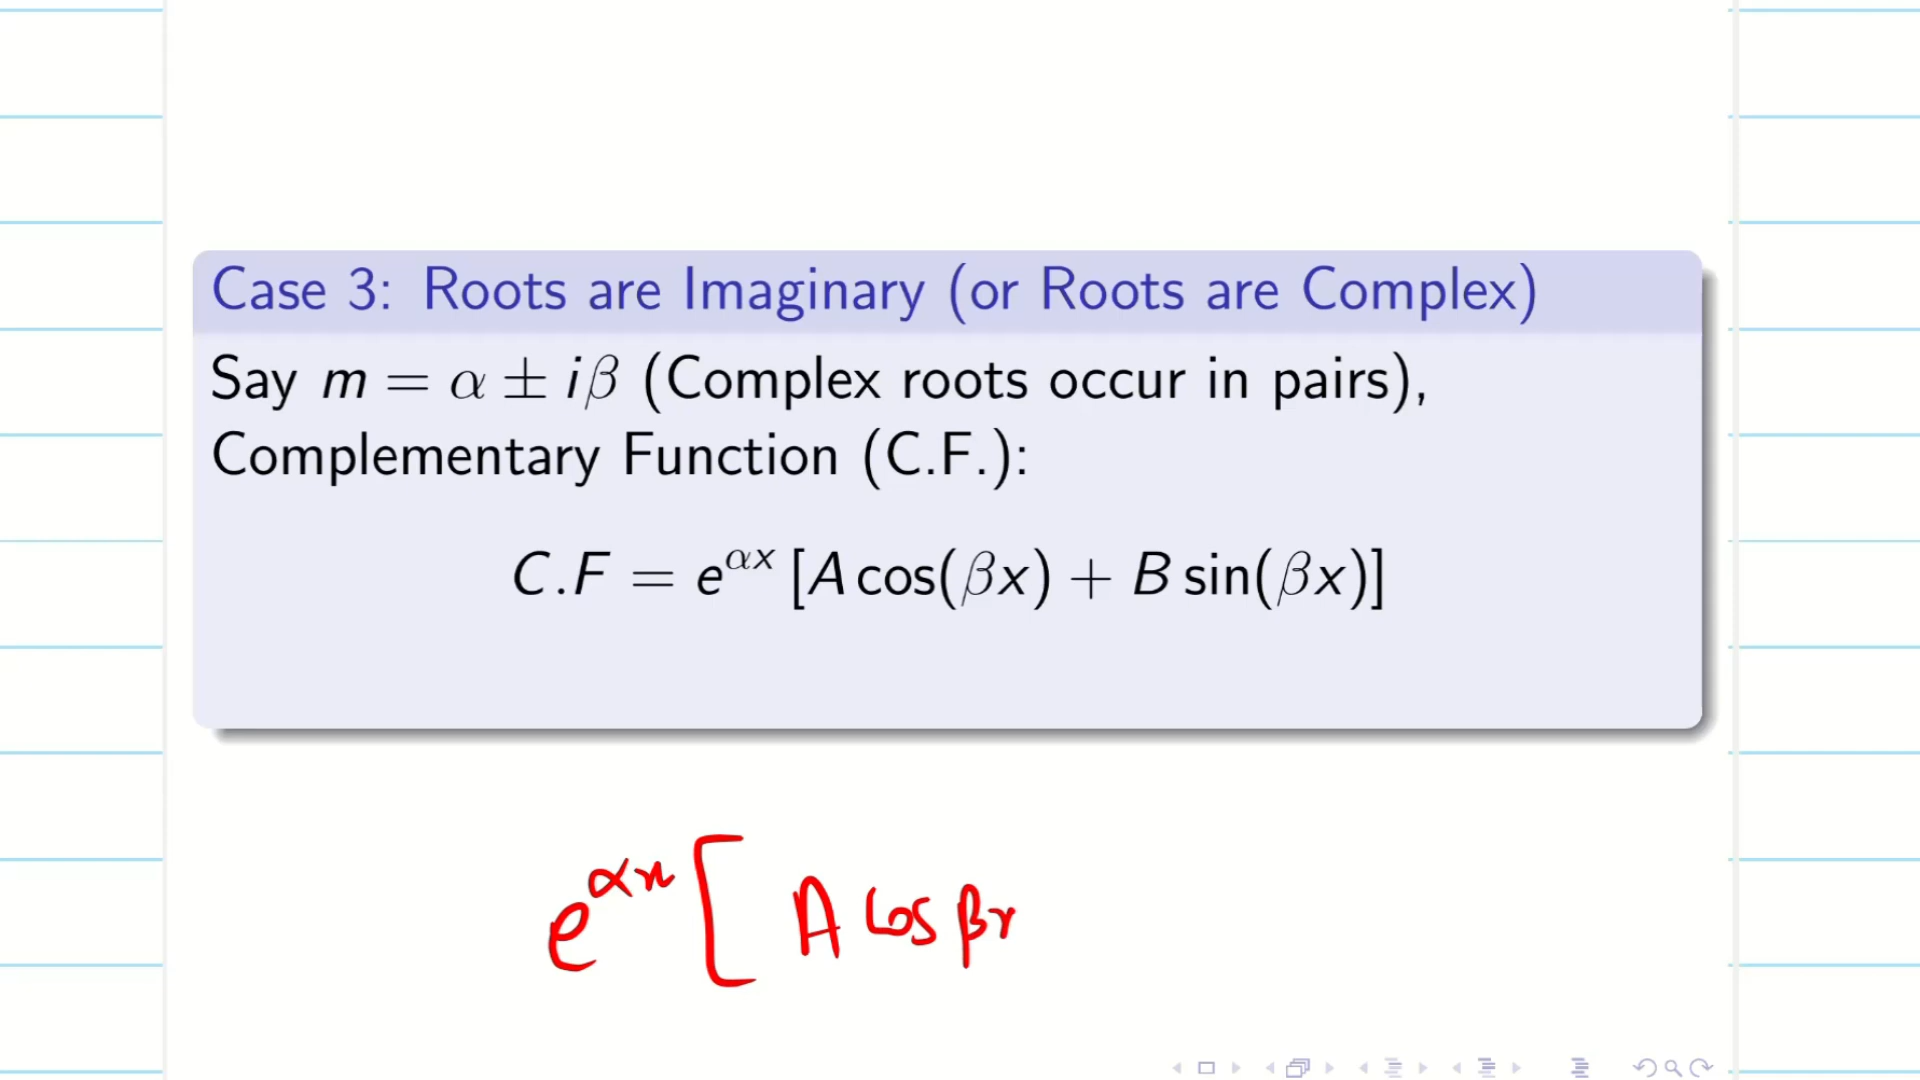 Case 3: Roots are Imaginary (or Roots are Complex)
Say m = α ± iβ (Complex roots occur in pairs),
Complementary Function (C.F.):
C.F = e^{αx} [A cos(βx) + B sin(βx)]
e^{αx} [ A cos βx